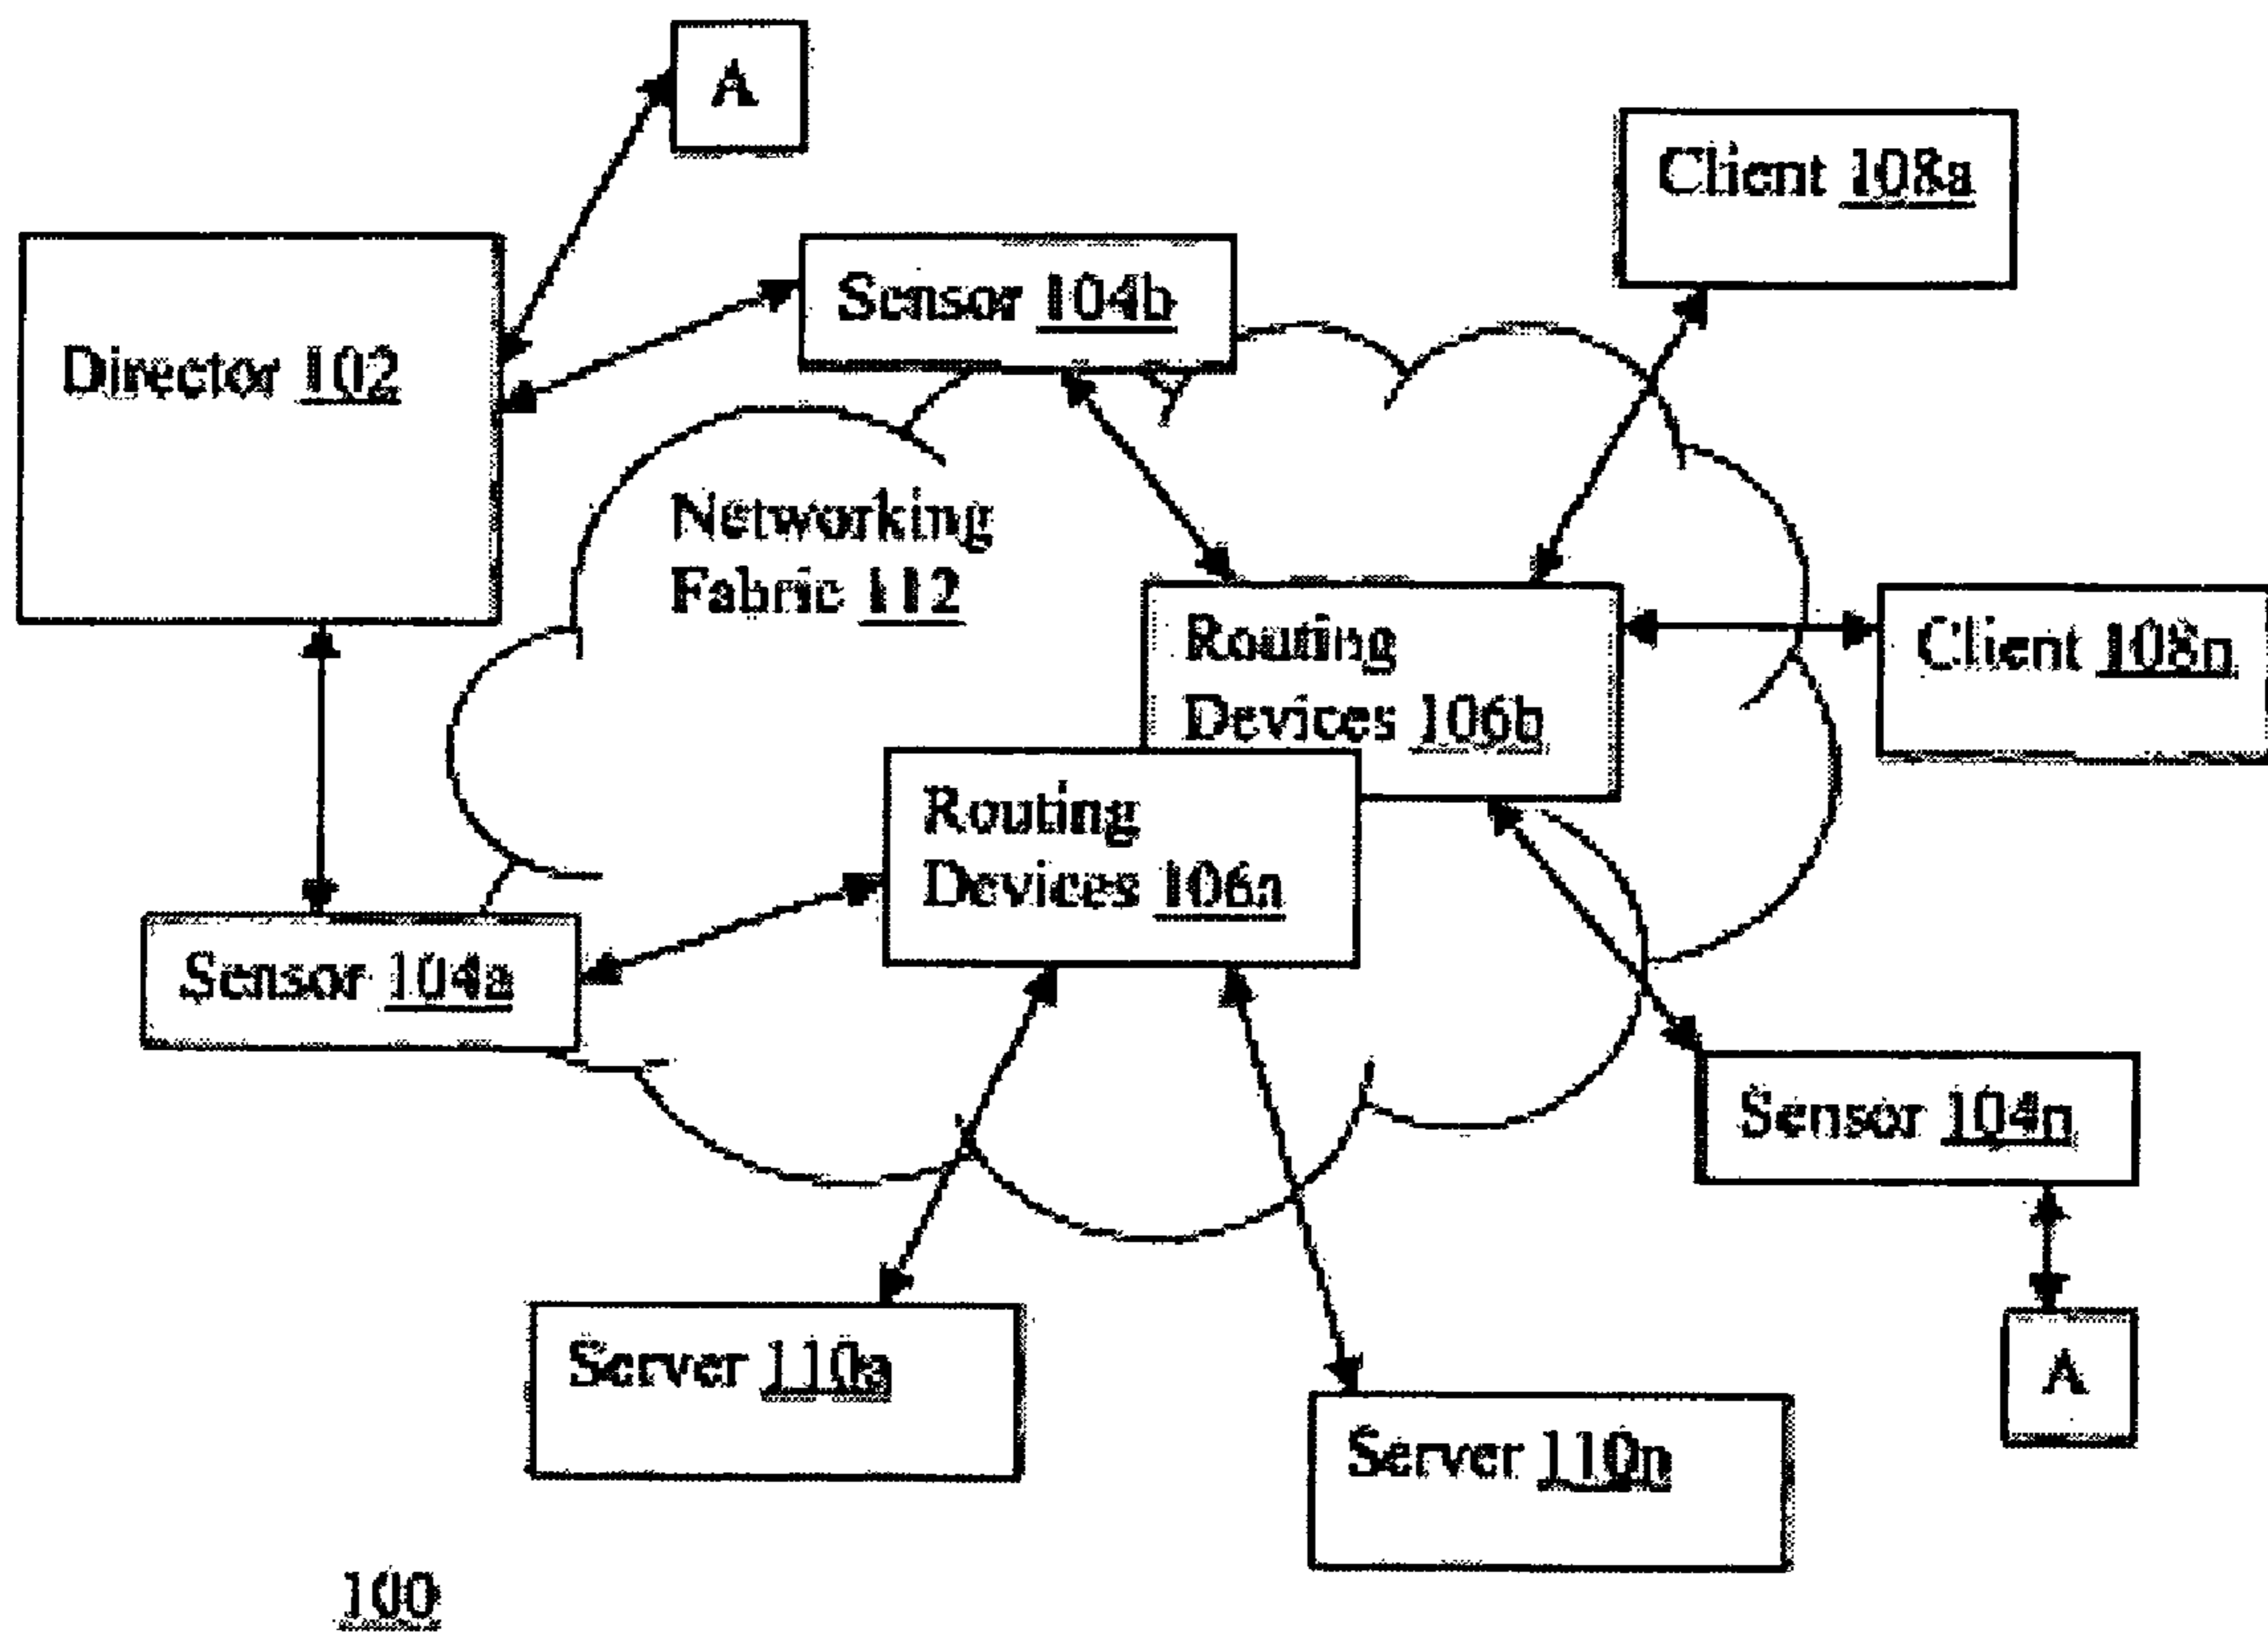 A
Client 108a
Sensor 104b
Director 102
Networking
Fabric 112
Routing
Devices 106b
Client 108n
Routing
Devices 106a
Sensor 104a
Sensor 104n
Server 110a
A
Server 110n
100